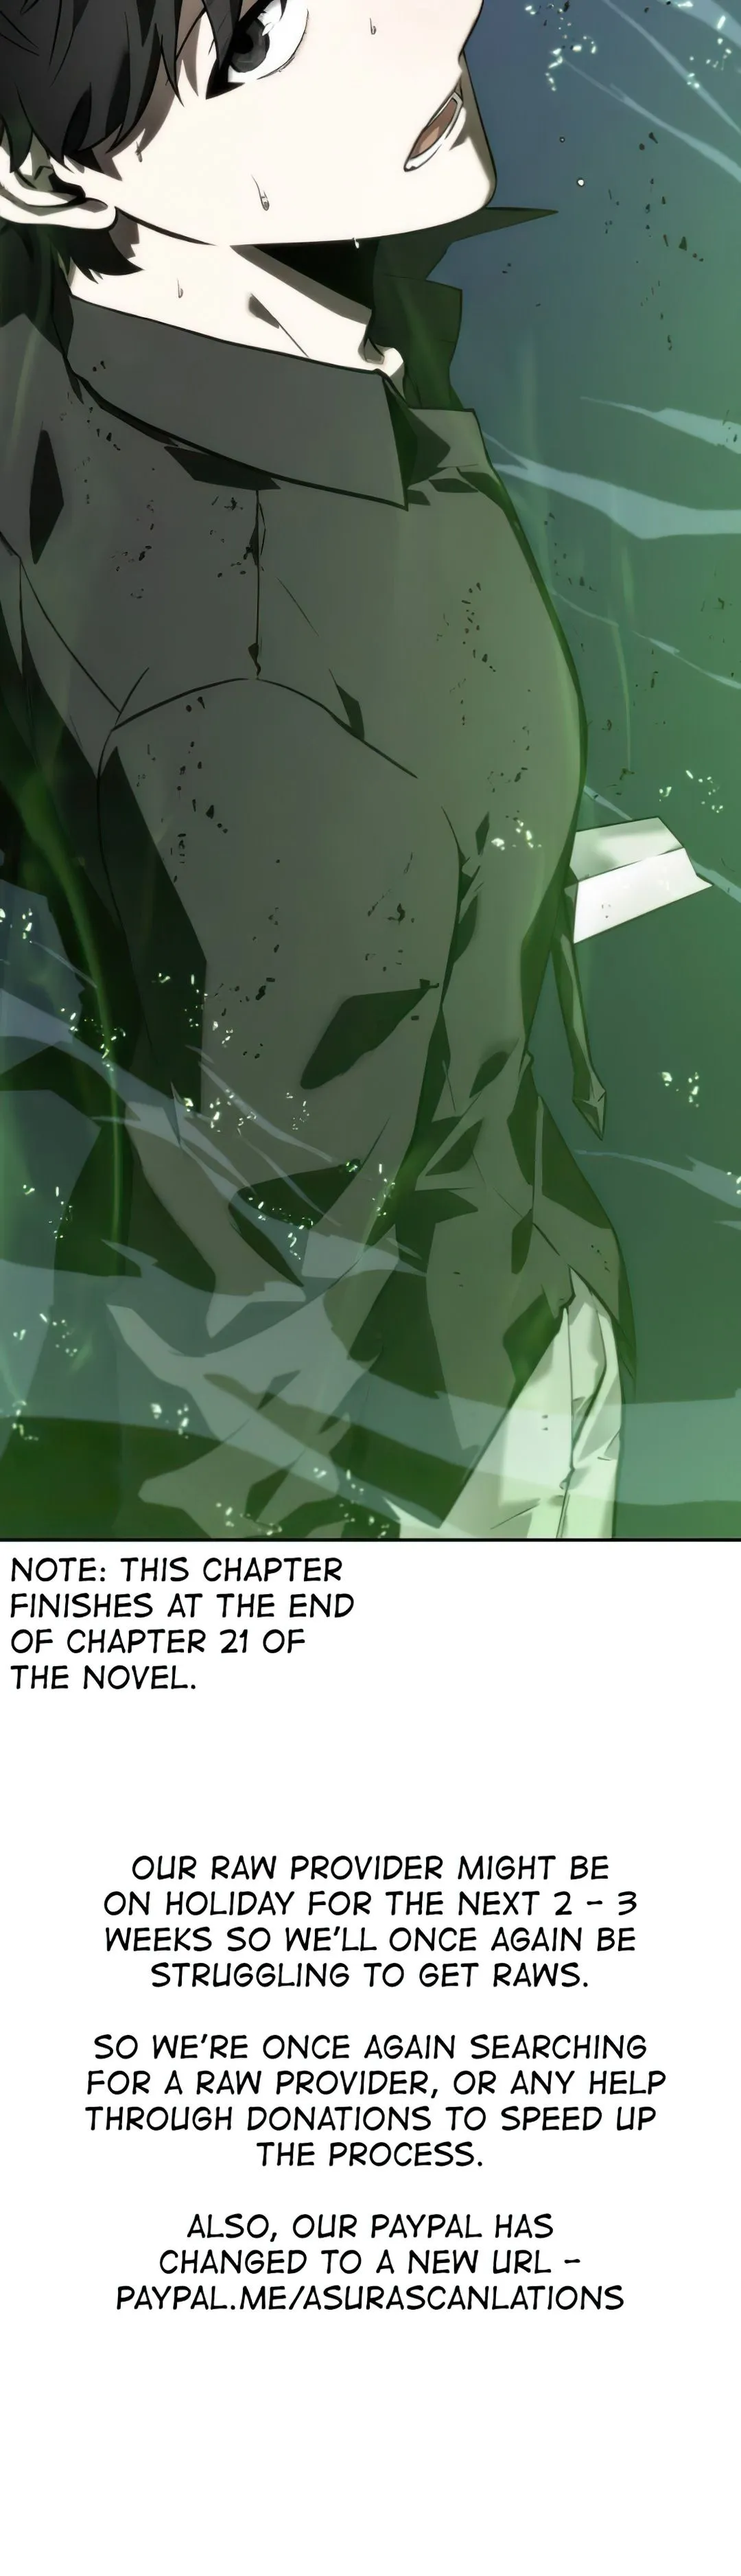 NOTE: THIS CHAPTER
FINISHES AT THE END
OF CHAPTER 21 OF
THE NOVEL.
OUR RAW PROVIDER MIGHT BE
ON HOLIDAY FOR THE NEXT 2 - 3
WEEKS SO WE'LL ONCE AGAIN BE
STRUGGLING TO GET RAWS.
SO WE'RE ONCE AGAIN SEARCHING
FOR A RAW PROVIDER, OR ANY HELP
THROUGH DONATIONS TO SPEED UP
THE PROCESS.
ALSO, OUR PAYPAL HAS
CHANGED TO A NEW URL -
PAYPAL.ME/ASURASCANLATIONS